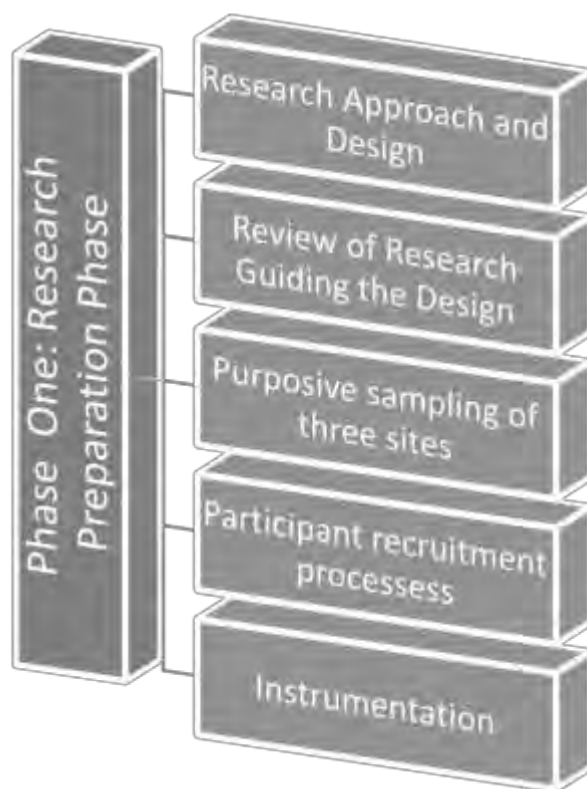 Phase One: Research
Preparation Phase
Research Approach and
Design
Review of Research
Guiding the Design
Purposive sampling of
three sites
Participant recruitment
processess
Instrumentation